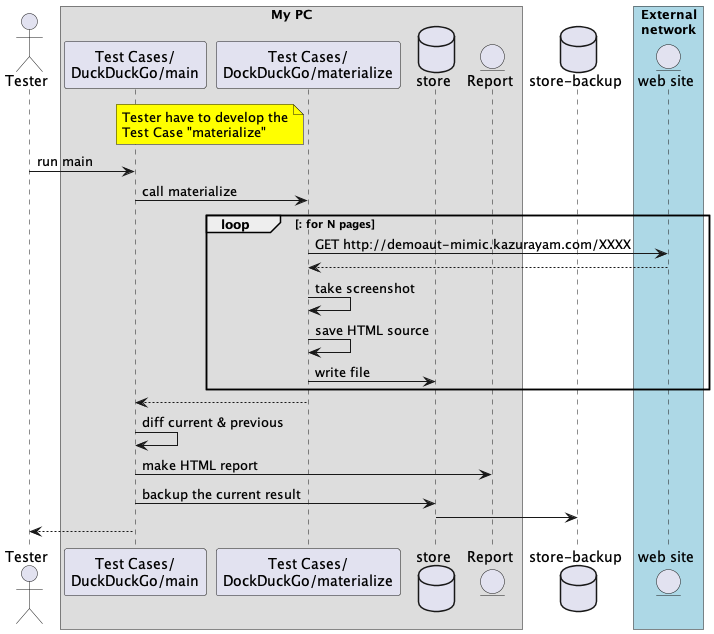 My PC
External
network
Tester
Test Cases/
DuckDuckGo/main
Test Cases/
DockDuckGo/materialize
store
Report
store-backup
web site
Tester have to develop the
Test Case "materialize"
run main
call materialize
loop
[: for N pages]
GET http://demoaut-mimic.kazurayam.com/XXXX
take screenshot
save HTML source
write file
diff current & previous
make HTML report
backup the current result
Tester
Test Cases/
DuckDuckGo/main
Test Cases/
DockDuckGo/materialize
store
Report
store-backup
web site